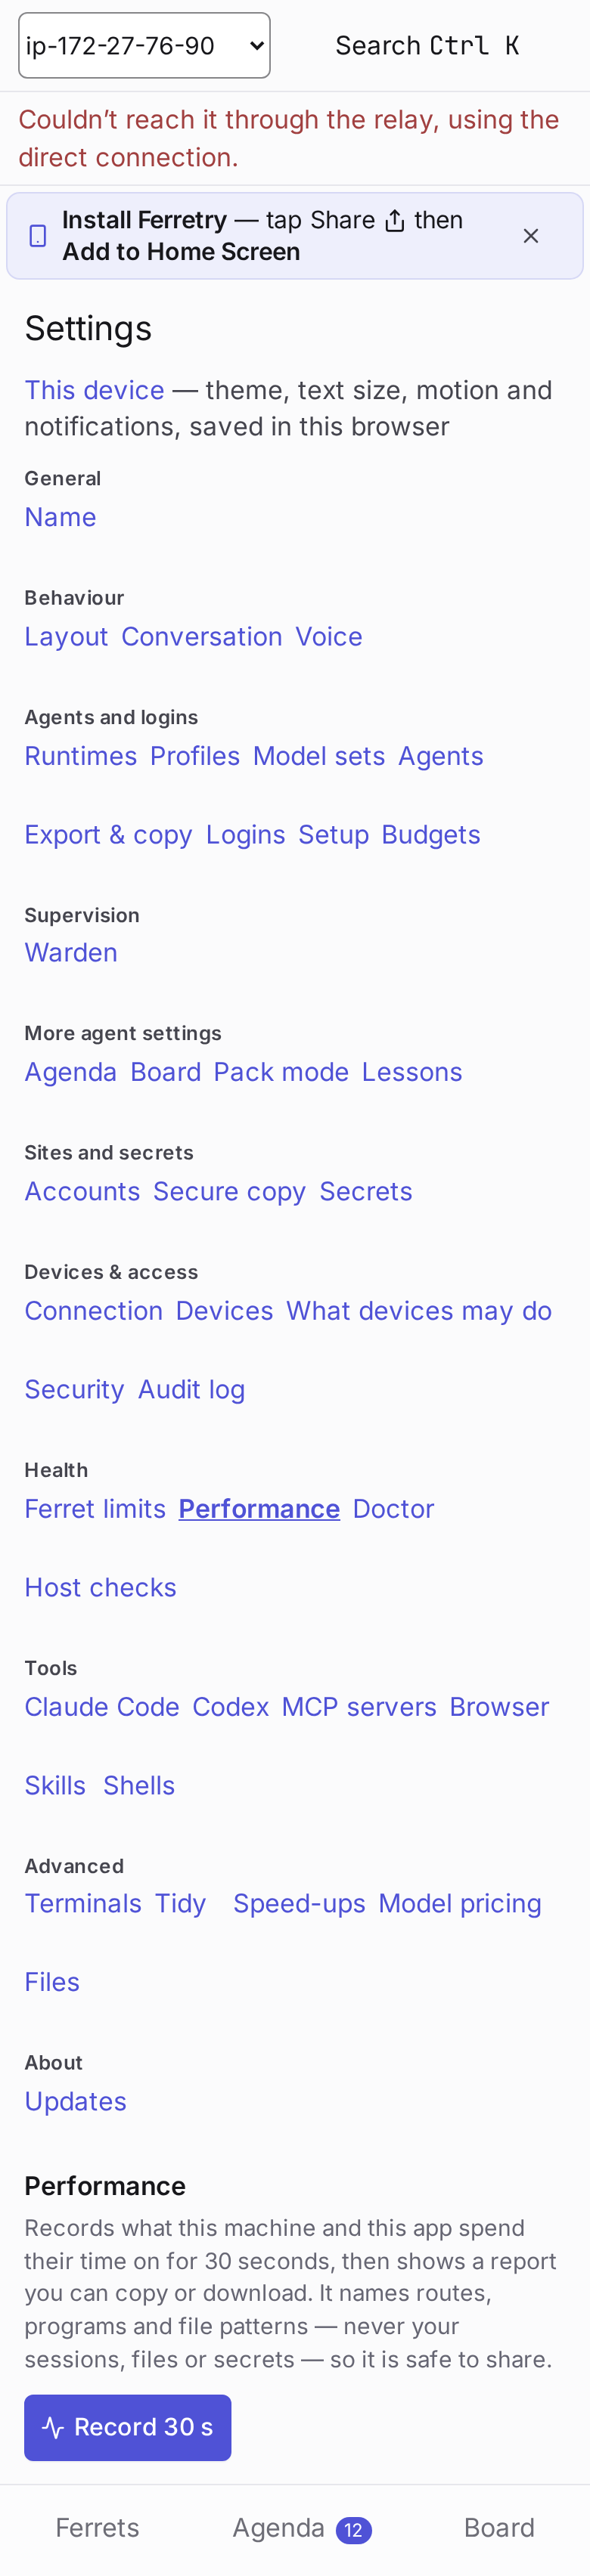 ip-172-27-76-90
Search Ctrl K
Couldn’t reach it through the relay, using the
direct connection.
Install Ferretry — tap Share then
Add to Home Screen
Settings
This device — theme, text size, motion and
notifications, saved in this browser
General
Name
Behaviour
Layout Conversation Voice
Agents and logins
Runtimes Profiles Model sets Agents
Export & copy Logins Setup Budgets
Supervision
Warden
More agent settings
Agenda Board Pack mode Lessons
Sites and secrets
Accounts Secure copy Secrets
Devices & access
Connection Devices What devices may do
Security Audit log
Health
Ferret limits Performance Doctor
Host checks
Tools
Claude Code Codex MCP servers Browser
Skills Shells
Advanced
Terminals Tidy Speed-ups Model pricing
Files
About
Updates
Performance
Records what this machine and this app spend
their time on for 30 seconds, then shows a report
you can copy or download. It names routes,
programs and file patterns — never your
sessions, files or secrets — so it is safe to share.
Record 30 s
Ferrets Agenda 12 Board